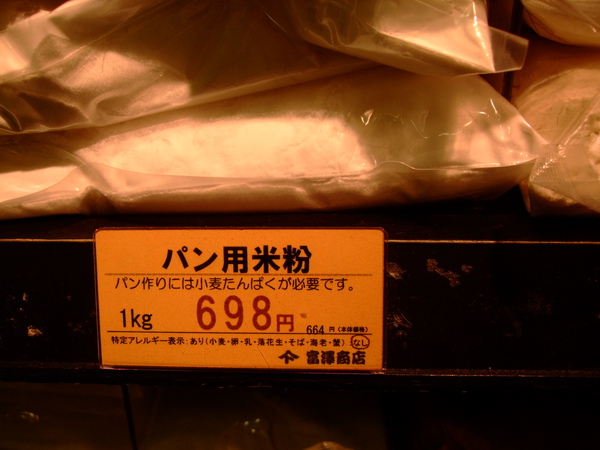 パン用米粉
パン作りには小麦たんぱくが必要です。
1kg 698円 664円(本体価格)
特定アレルギー表示:あり(小麦・卵・乳・落花生・そば・海老・蟹) なし
富澤商店